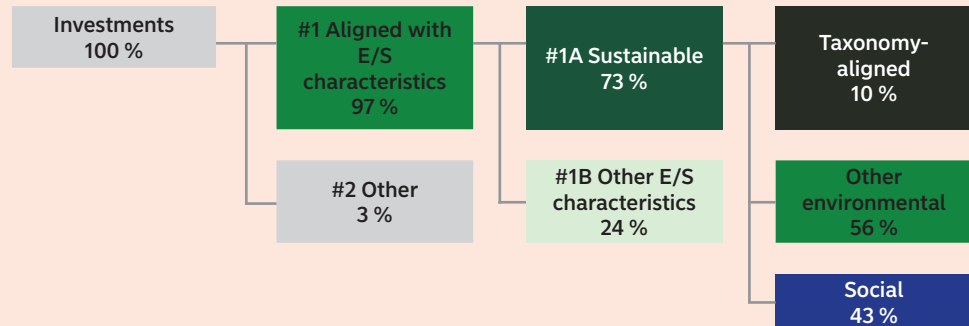 Investments
100 %
#1 Aligned with
E/S
characteristics
97 %
#1A Sustainable
73 %
Taxonomy-
aligned
10 %
#2 Other
3 %
#1B Other E/S
characteristics
24 %
Other
environmental
56 %
Social
43 %